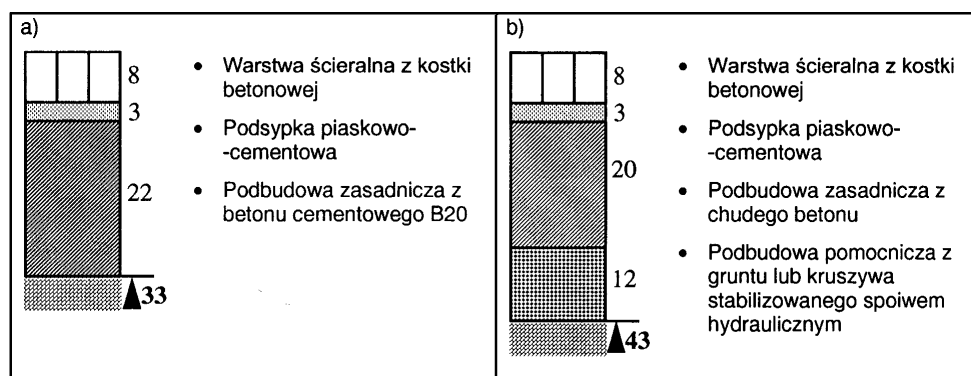 a)
8
3
22
33
• Warstwa ścieralna z kostki
betonowej
• Podsypka piaskowo-
-cementowa
• Podbudowa zasadnicza z
betonu cementowego B20
b)
8
3
20
12
43
• Warstwa ścieralna z kostki
betonowej
• Podsypka piaskowo-
-cementowa
• Podbudowa zasadnicza z
chudego betonu
• Podbudowa pomocnicza z
gruntu lub kruszywa
stabilizowanego spoiwem
hydraulicznym